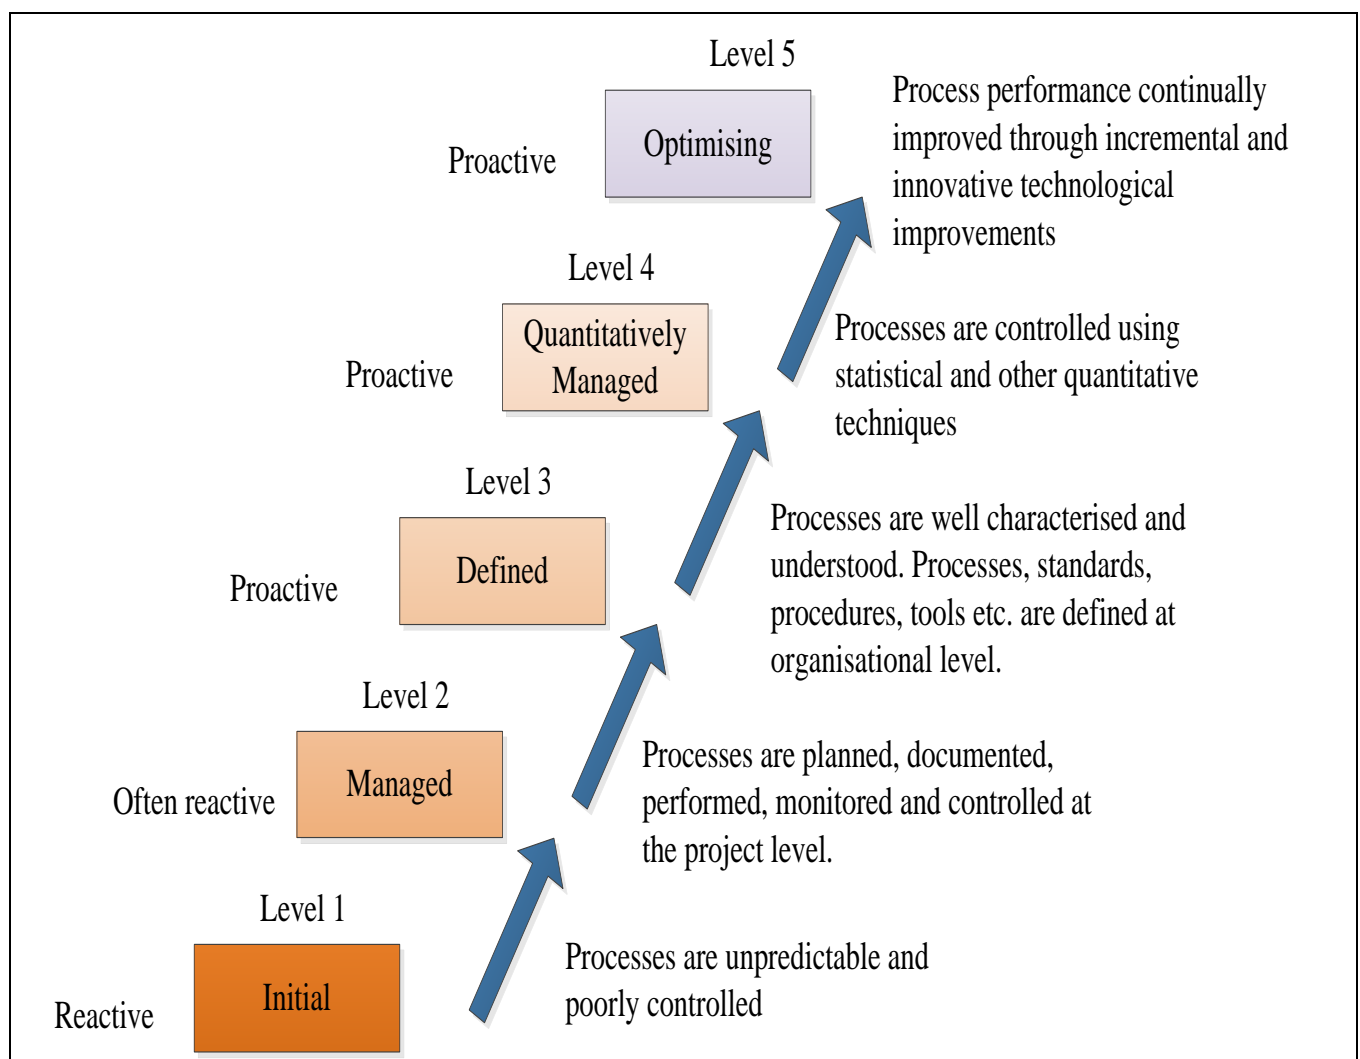 Level 5
Optimising
Proactive
Process performance continually
improved through incremental and
innovative technological
improvements
Level 4
Quantitatively
Managed
Proactive
Processes are controlled using
statistical and other quantitative
techniques
Level 3
Defined
Proactive
Processes are well characterised and
understood. Processes, standards,
procedures, tools etc. are defined at
organisational level.
Level 2
Managed
Often reactive
Processes are planned, documented,
performed, monitored and controlled at
the project level.
Level 1
Initial
Reactive
Processes are unpredictable and
poorly controlled